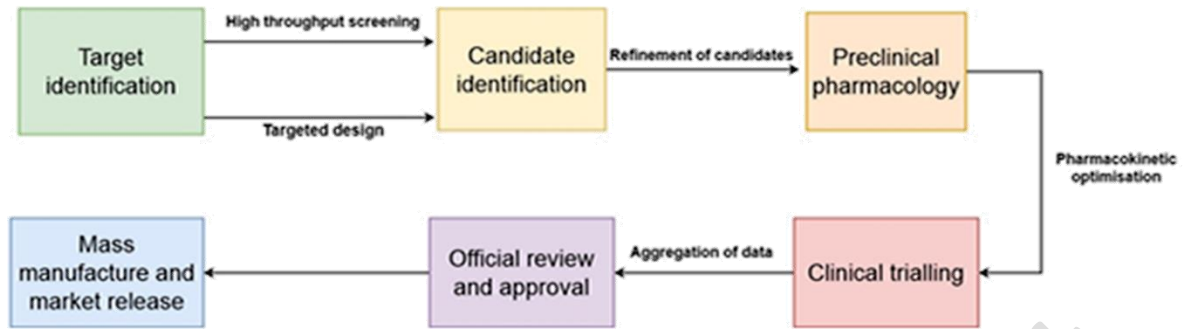 Target
identification
High throughput screening
Targeted design
Candidate
identification
Refinement of candidates
Preclinical
pharmacology
Pharmacokinetic
optimisation
Clinical trialling
Aggregation of data
Official review
and approval
Mass
manufacture and
market release